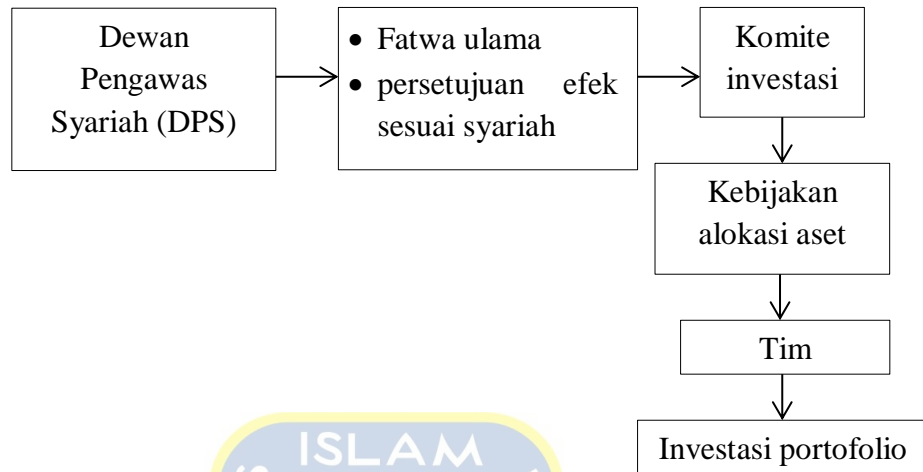 Dewan
Pengawas
Syariah (DPS)
• Fatwa ulama
• persetujuan efek
sesuai syariah
Komite
investasi
Kebijakan
alokasi aset
Tim
Investasi portofolio
ISLAM